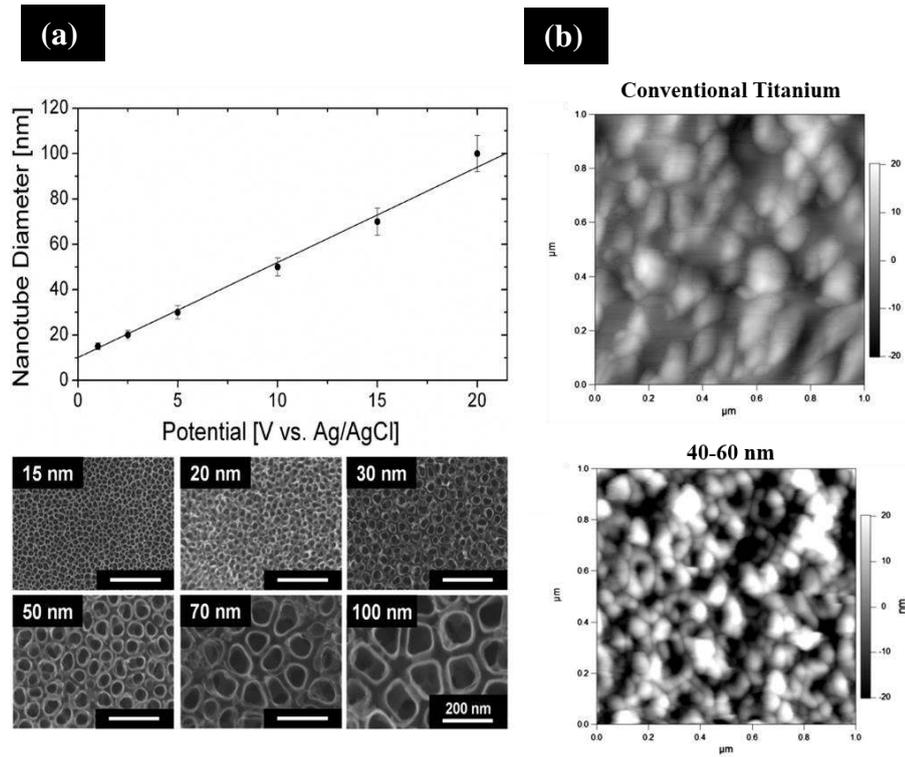 (a)
Nanotube Diameter [nm]
120
100
80
60
40
20
0
0 5 10 15 20
Potential [V vs. Ag/AgCl]
15 nm 20 nm 30 nm
50 nm 70 nm 100 nm
200 nm
(b)
Conventional Titanium
1.0
0.8
0.6
0.4
0.2
0.0
µm
0.0 0.2 0.4 0.6 0.8 1.0
µm
20
10
0
-10
-20
40-60 nm
1.0
0.8
0.6
0.4
0.2
0.0
µm
0.0 0.2 0.4 0.6 0.8 1.0
µm
20
10
0
-10
-20
nm